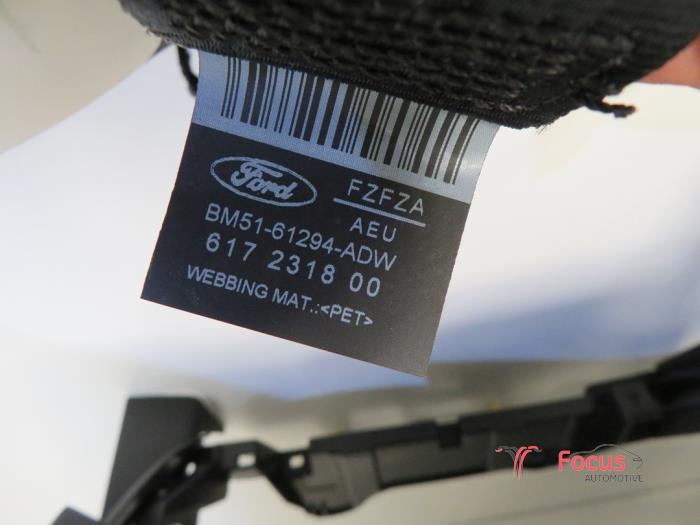 Ford
FZFZA
AEU
BM51-61294-ADW
617 2318 00
WEBBING MAT.:<PET>
Focus
AUTOMOTIVE